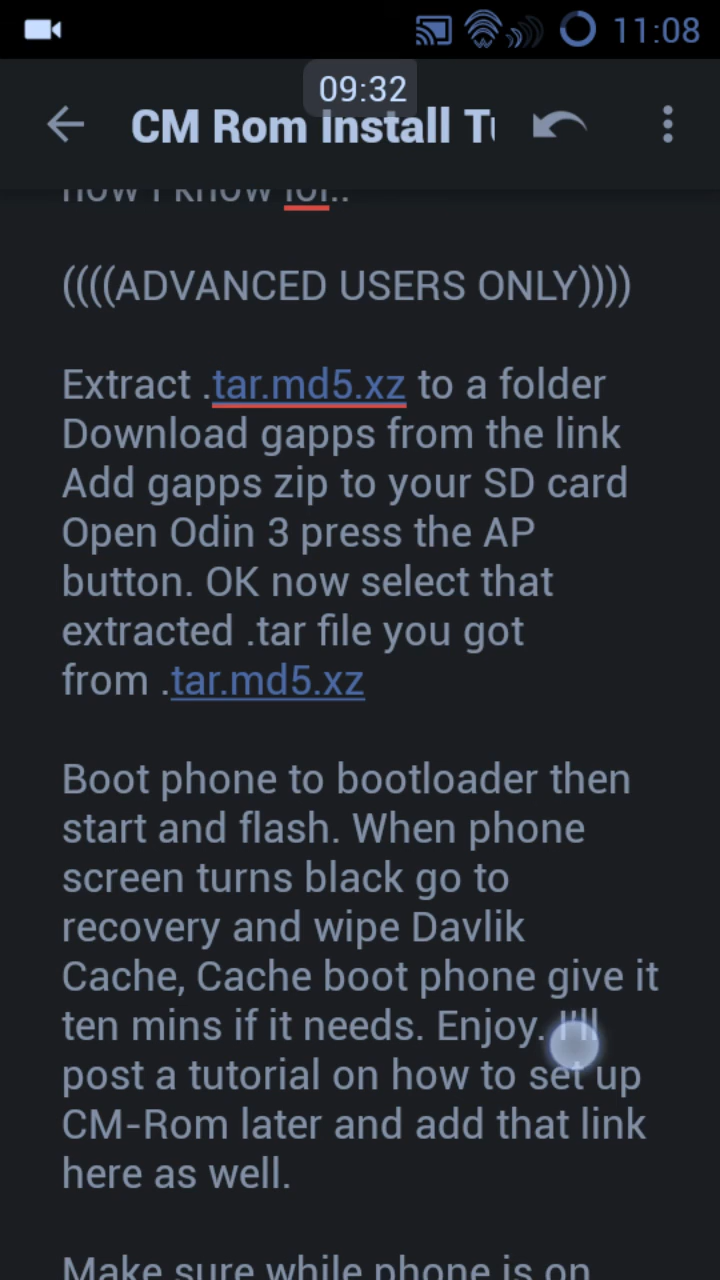 11:08
09:32
CM Rom Install Tu
how I know lol..
((((ADVANCED USERS ONLY))))
Extract .tar.md5.xz to a folder
Download gapps from the link
Add gapps zip to your SD card
Open Odin 3 press the AP
button. OK now select that
extracted .tar file you got
from .tar.md5.xz
Boot phone to bootloader then
start and flash. When phone
screen turns black go to
recovery and wipe Davlik
Cache, Cache boot phone give it
ten mins if it needs. Enjoy. I'll
post a tutorial on how to set up
CM-Rom later and add that link
here as well.
Make sure while phone is on